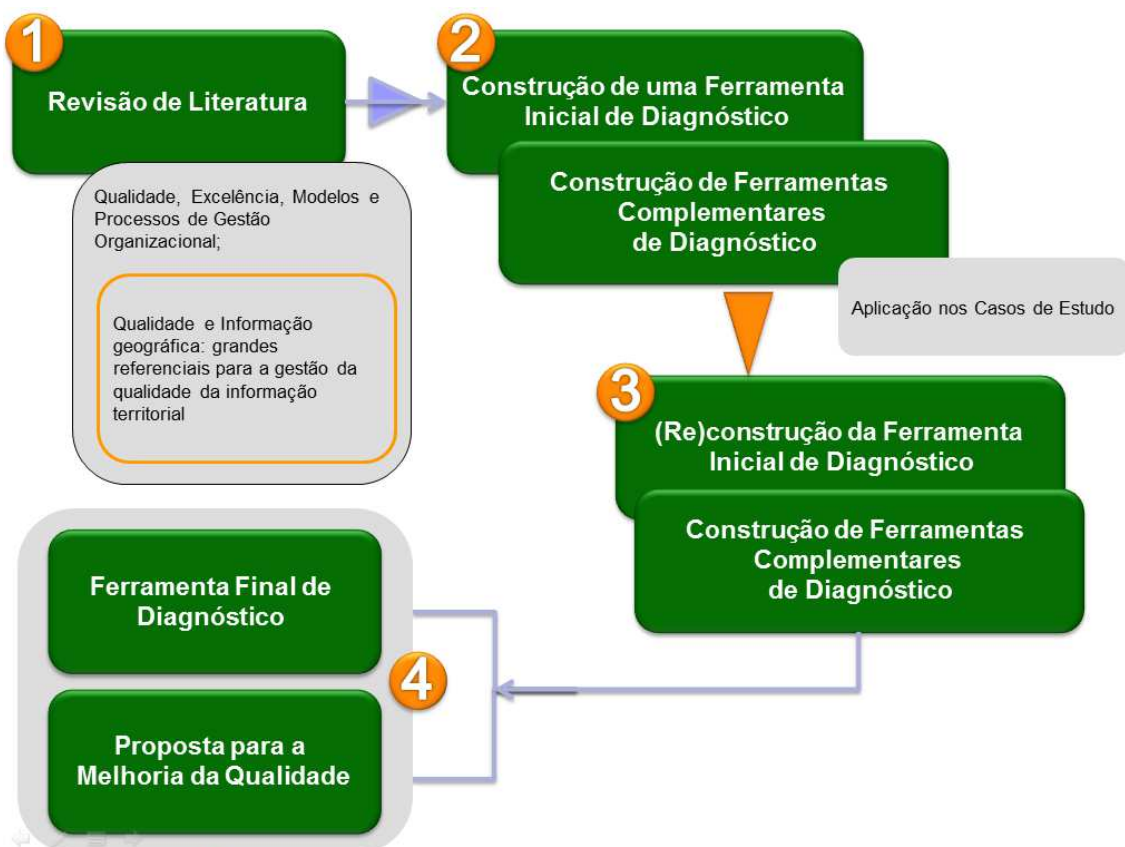 1
Revisão de Literatura
Qualidade, Excelência, Modelos e
Processos de Gestão
Organizacional;
Qualidade e Informação
geográfica: grandes
referenciais para a gestão da
qualidade da informação
territorial
2
Construção de uma Ferramenta
Inicial de Diagnóstico
Construção de Ferramentas
Complementares
de Diagnóstico
Aplicação nos Casos de Estudo
3
(Re)construção da Ferramenta
Inicial de Diagnóstico
Construção de Ferramentas
Complementares
de Diagnóstico
4
Ferramenta Final de
Diagnóstico
Proposta para a
Melhoria da Qualidade